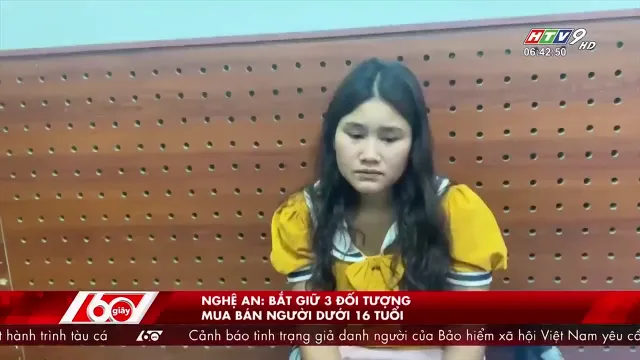 HTV9 HD
06:42:50
60 giây
NGHỆ AN: BẮT GIỮ 3 ĐỐI TƯỢNG
MUA BÁN NGƯỜI DƯỚI 16 TUỔI
t hành trình tàu cá
Cảnh báo tình trạng giả danh người của Bảo hiểm xã hội Việt Nam yêu cầ